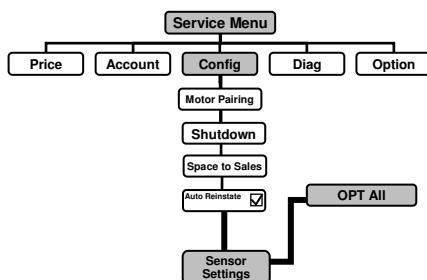 Service Menu
Price
Account
Config
Diag
Option
Motor Pairing
Shutdown
Space to Sales
Auto Reinstate
OPT All
Sensor
Settings